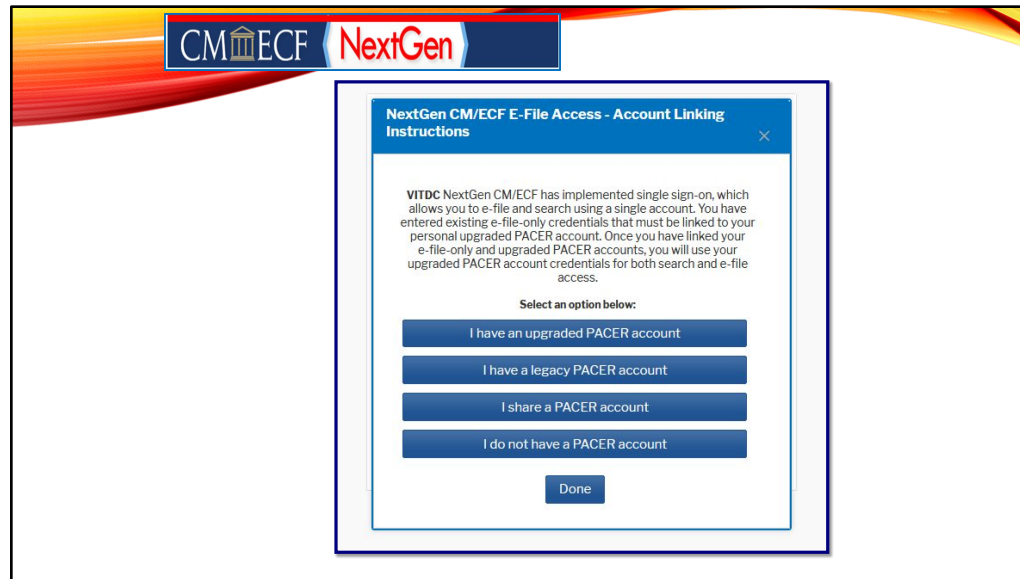 CM ECF NextGen
NextGen CM/ECF E-File Access - Account Linking
Instructions
×
VITDC NextGen CM/ECF has implemented single sign-on, which
allows you to e-file and search using a single account. You have
entered existing e-file-only credentials that must be linked to your
personal upgraded PACER account. Once you have linked your
e-file-only and upgraded PACER accounts, you will use your
upgraded PACER account credentials for both search and e-file
access.
Select an option below:
I have an upgraded PACER account
I have a legacy PACER account
I share a PACER account
I do not have a PACER account
Done